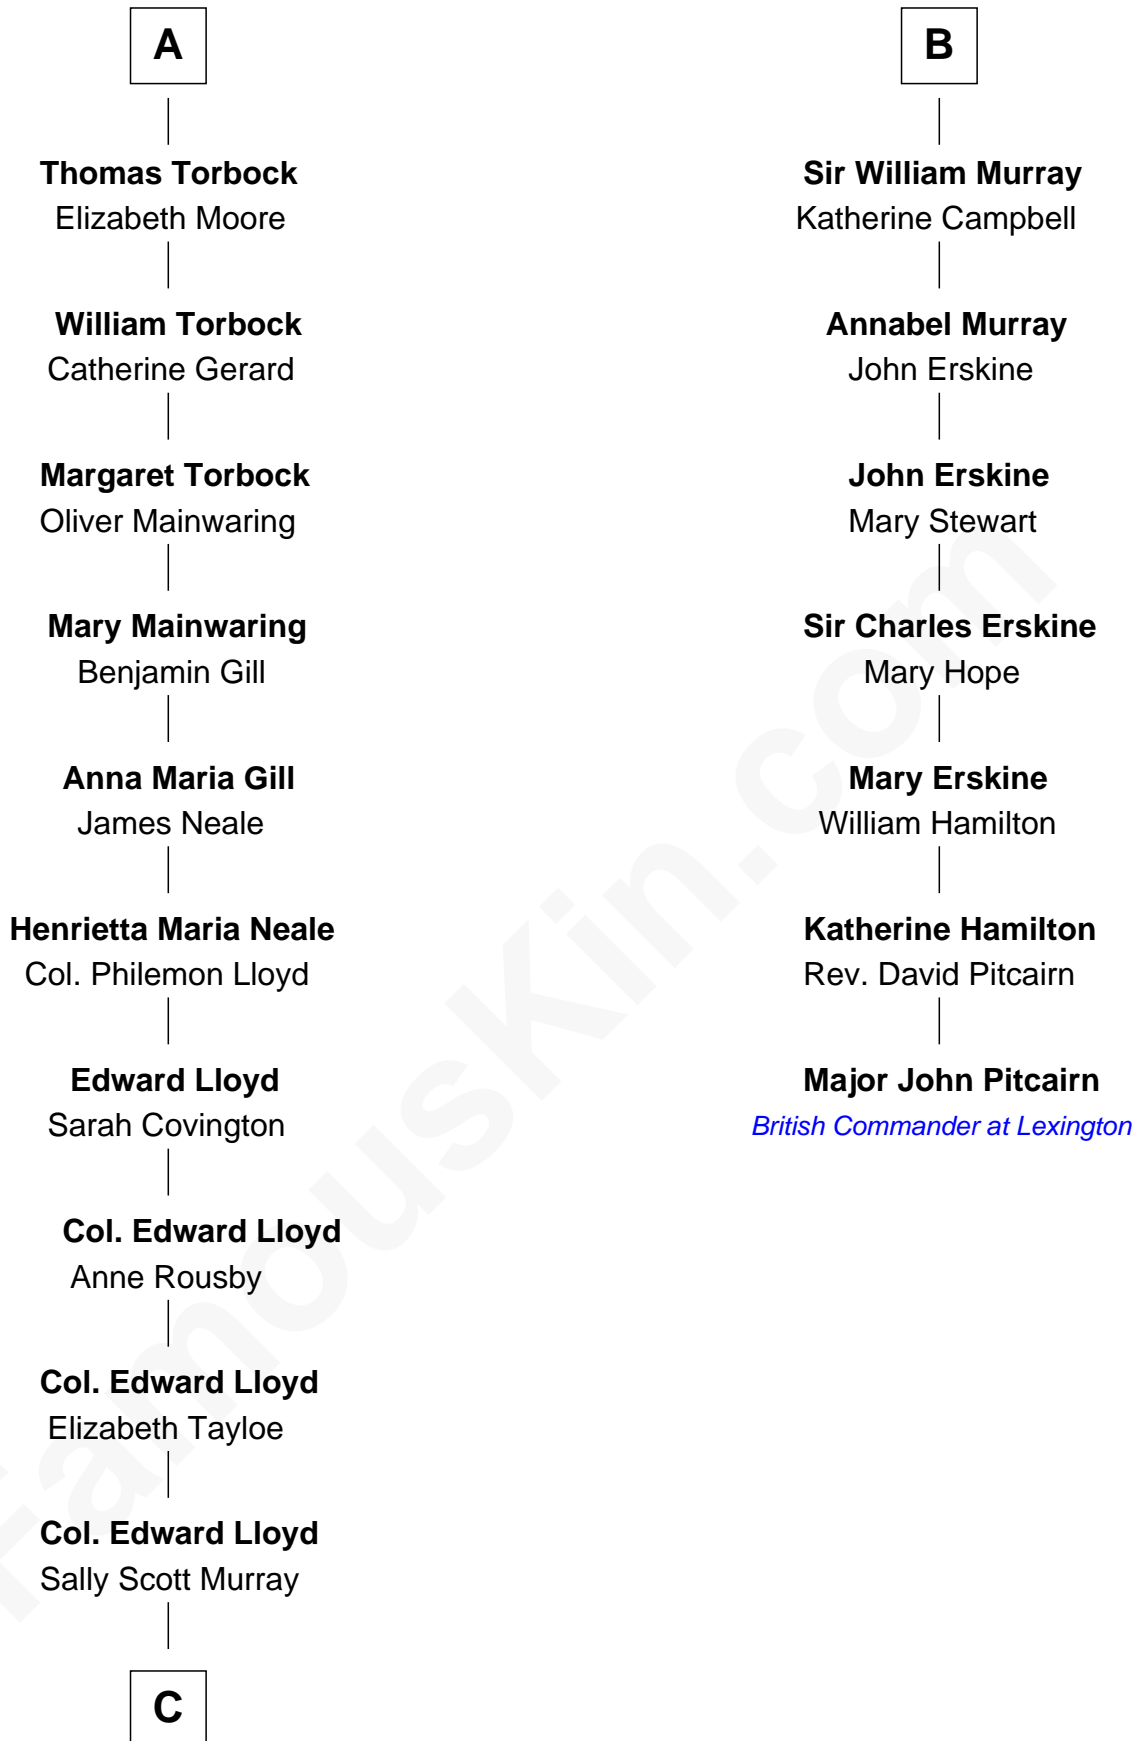 A
Thomas Torbock
Elizabeth Moore
William Torbock
Catherine Gerard
Margaret Torbock
Oliver Mainwaring
Mary Mainwaring
Benjamin Gill
Anna Maria Gill
James Neale
Henrietta Maria Neale
Col. Philemon Lloyd
Edward Lloyd
Sarah Covington
Col. Edward Lloyd
Anne Rousby
Col. Edward Lloyd
Elizabeth Tayloe
Col. Edward Lloyd
Sally Scott Murray
C
B
Sir William Murray
Katherine Campbell
Annabel Murray
John Erskine
John Erskine
Mary Stewart
Sir Charles Erskine
Mary Hope
Mary Erskine
William Hamilton
Katherine Hamilton
Rev. David Pitcairn
Major John Pitcairn
British Commander at Lexington
FamousKin.com